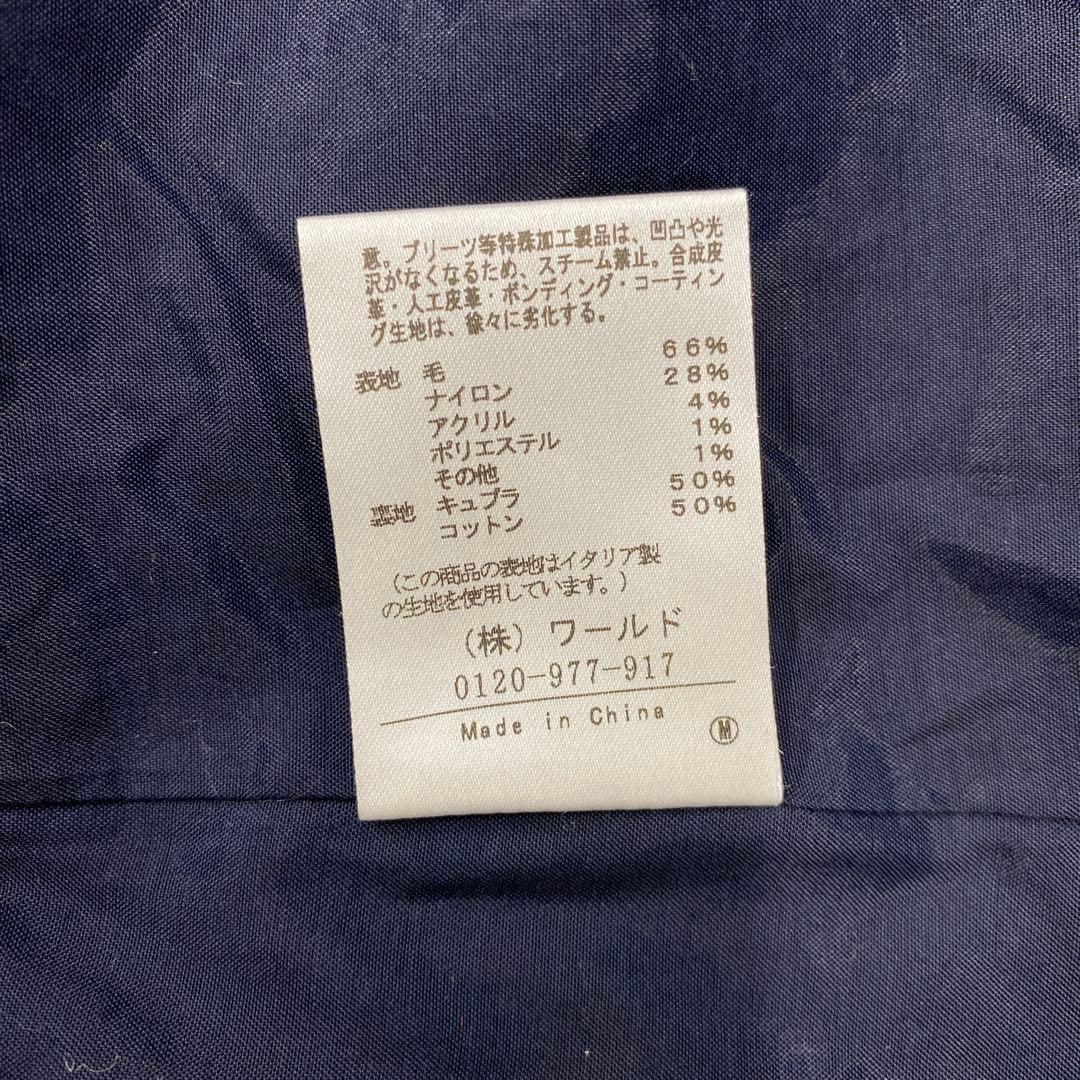 意。プリーツ等特殊加工製品は、凹凸や光
沢がなくなるため、スチーム禁止。合成皮
革・人工皮革・ボンディング・コーティン
グ生地は、徐々に劣化する。
表地 毛 66%
ナイロン 28%
アクリル 4%
ポリエステル 1%
その他 1%
裏地 キュプラ 50%
コットン 50%
(この商品の表地はイタリア製
の生地を使用しています。)
(株) ワールド
0120-977-917
Made in China
Ⓜ